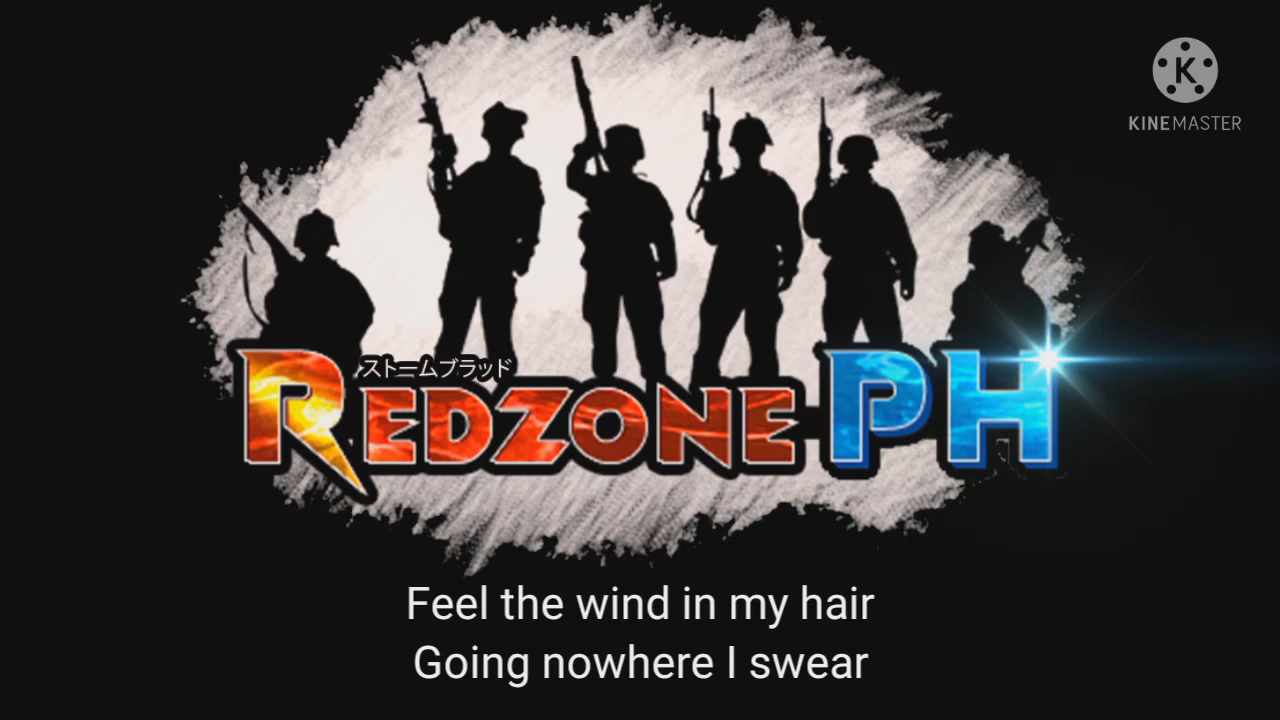 K
KINEMASTER
ストームブラッド
REDZONE PH
Feel the wind in my hair
Going nowhere I swear